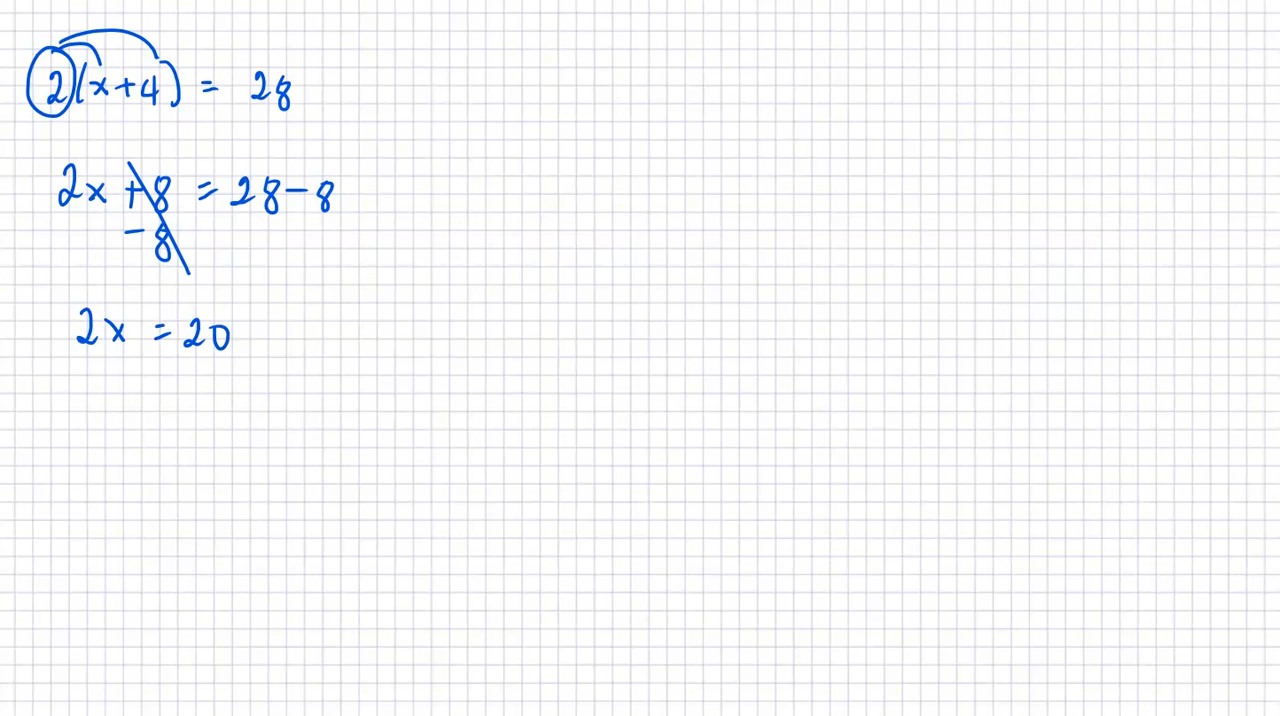 2(x+4) = 28
2x +8 = 28-8
-8
2x = 20